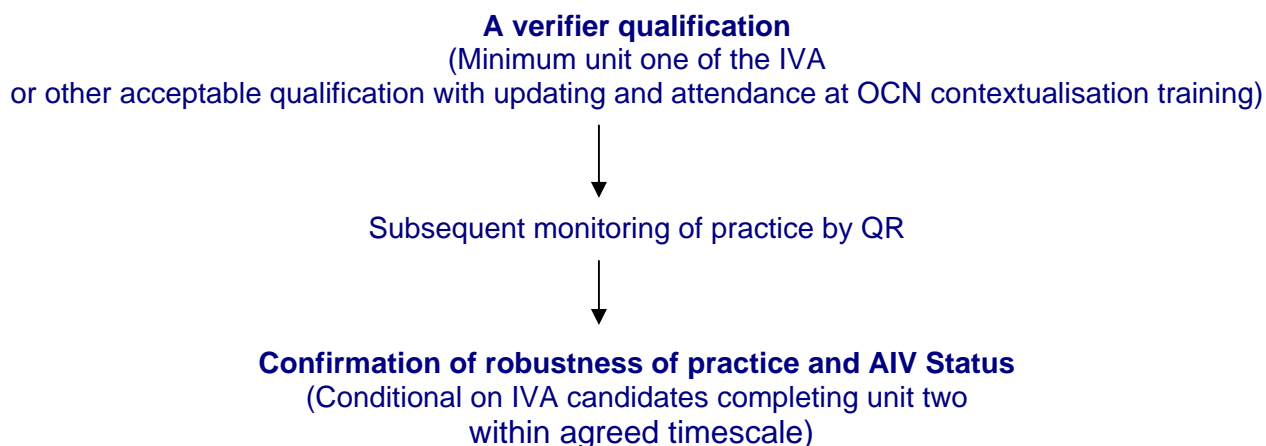 A verifier qualification
(Minimum unit one of the IVA
or other acceptable qualification with updating and attendance at OCN contextualisation training)
Subsequent monitoring of practice by QR
Confirmation of robustness of practice and AIV Status
(Conditional on IVA candidates completing unit two
within agreed timescale)